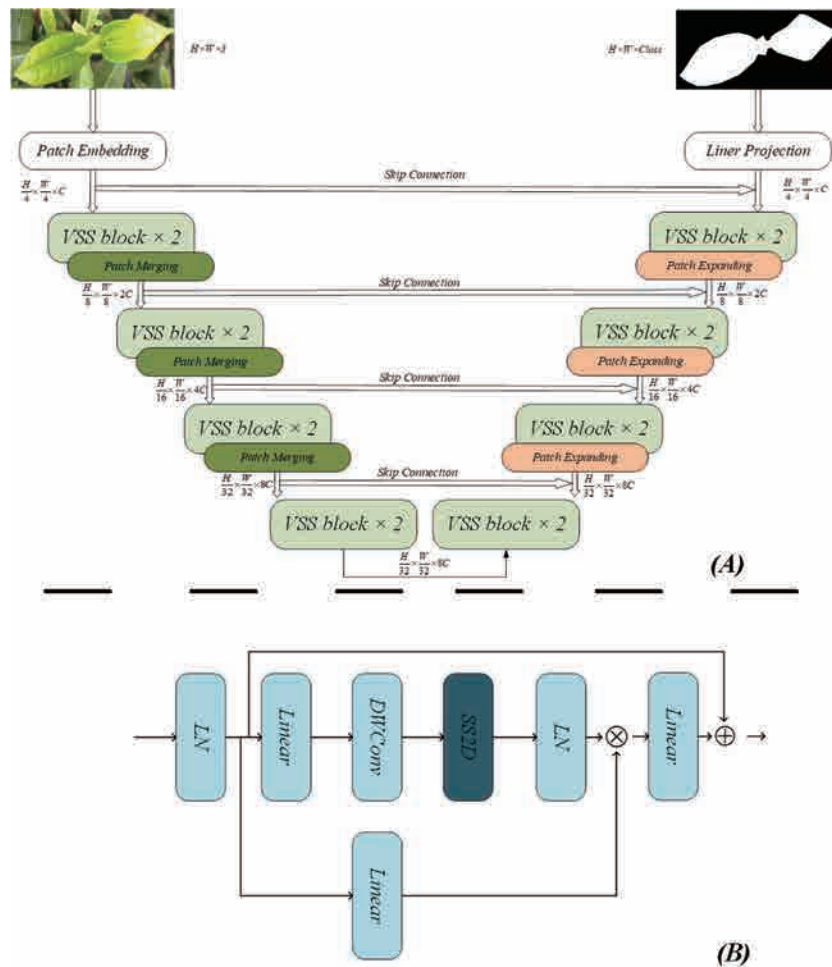 H×W×3
H×W×Class
Patch Embedding
Liner Projection
H/4 × W/4 ×C
Skip Connection
H/4 × W/4 ×C
VSS block × 2
VSS block × 2
Patch Merging
Patch Expanding
H/8 × W/8 ×2C
Skip Connection
H/8 × W/8 ×2C
VSS block × 2
VSS block × 2
Patch Merging
Patch Expanding
H/16 × W/16 ×4C
Skip Connection
H/16 × W/16 ×4C
VSS block × 2
VSS block × 2
Patch Merging
Patch Expanding
H/32 × W/32 ×8C
Skip Connection
H/32 × W/32 ×8C
VSS block × 2
VSS block × 2
H/32 × W/32 ×8C
(A)
LN
Linear
DWConv
SS2D
LN
Linear
Linear
(B)